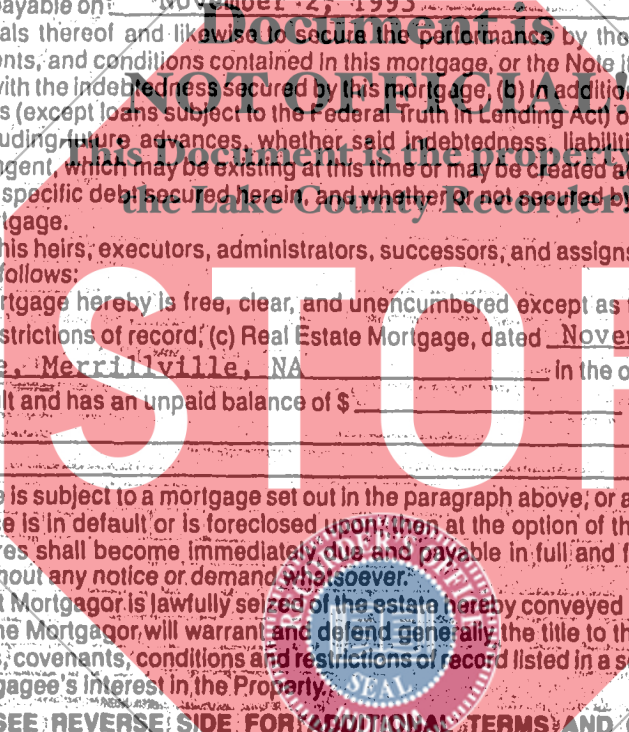 payable on: November 2, 1995
Document is
als thereof and likewise to secure the performance by the
ents, and conditions contained in this mortgage, or the Note
NOT OFFICIAL!
with the indebtedness secured by this mortgage, (b) in addition
s (except loans subject to the Federal Truth in Lending Act) o
uding future advances, whether said indebtedness, liabiliti
This Document is the property
gent, which may be existing at this time or may be created at
specific debt secured herein, and whether or not secured by
the Lake County Recorder!
tgage.
his heirs, executors, administrators, successors, and assigns
follows:
rtgage hereby is free, clear, and unencumbered except as
STOP
strictions of record, (c) Real Estate Mortgage, dated Nover
e, Merrillville, NA in the o
lt and has an unpaid balance of $
e is subject to a mortgage set out in the paragraph above, or a
se is in default or is foreclosed upon, then at the option of th
res shall become immediately due and payable in full and f
hout any notice or demand whatsoever.
RECORDER'S OFFICE
t Mortgagor is lawfully seized of the estate hereby conveyed
he Mortgagor will warrant and defend generally the title to th
s, covenants, conditions and restrictions of record listed in a s
gagee's interest in the Property.
SEAL
SEE REVERSE SIDE FOR ADDITIONAL TERMS AND